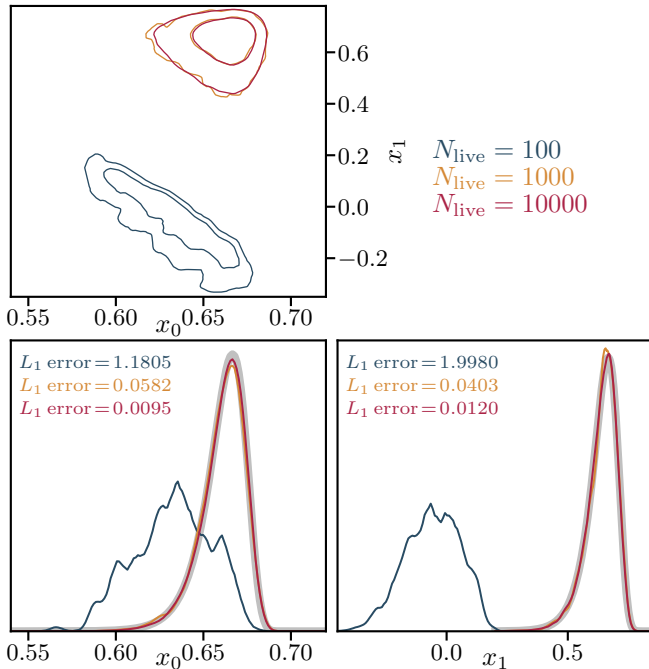 0.6
0.4
0.2
0.0
−0.2
x₁
N_live = 100
N_live = 1000
N_live = 10000
0.55 0.60 0.65 0.70
x₀
L₁ error=1.1805
L₁ error=0.0582
L₁ error=0.0095
L₁ error=1.9980
L₁ error=0.0403
L₁ error=0.0120
0.55 0.60 0.65 0.70
x₀
0.0 0.5
x₁